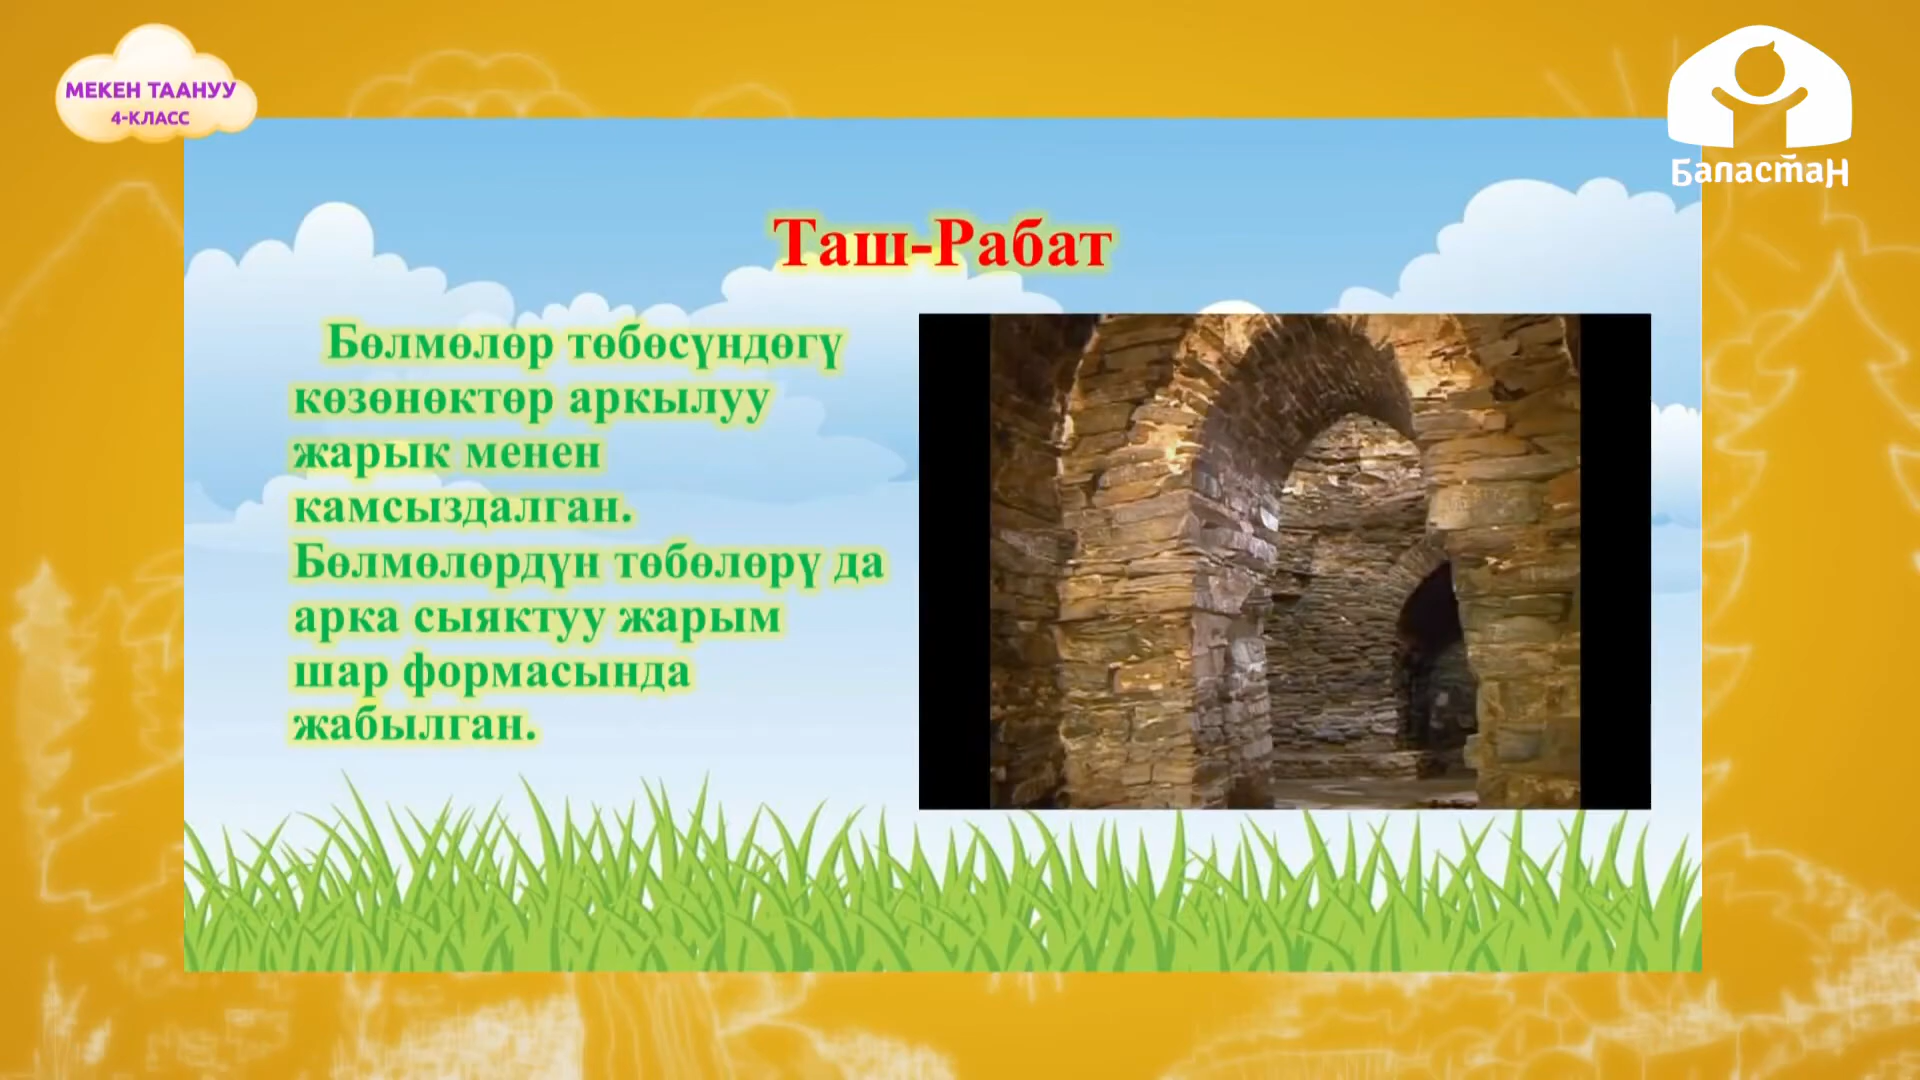 МЕКЕН ТААНУУ
4-КЛАСС
Баластан
Таш-Рабат
Бөлмөлөр төбөсүндөгү
көзөнөктөр аркылуу
жарык менен
камсыздалган.
Бөлмөлөрдүн төбөлөрү да
арка сыяктуу жарым
шар формасында
жабылган.